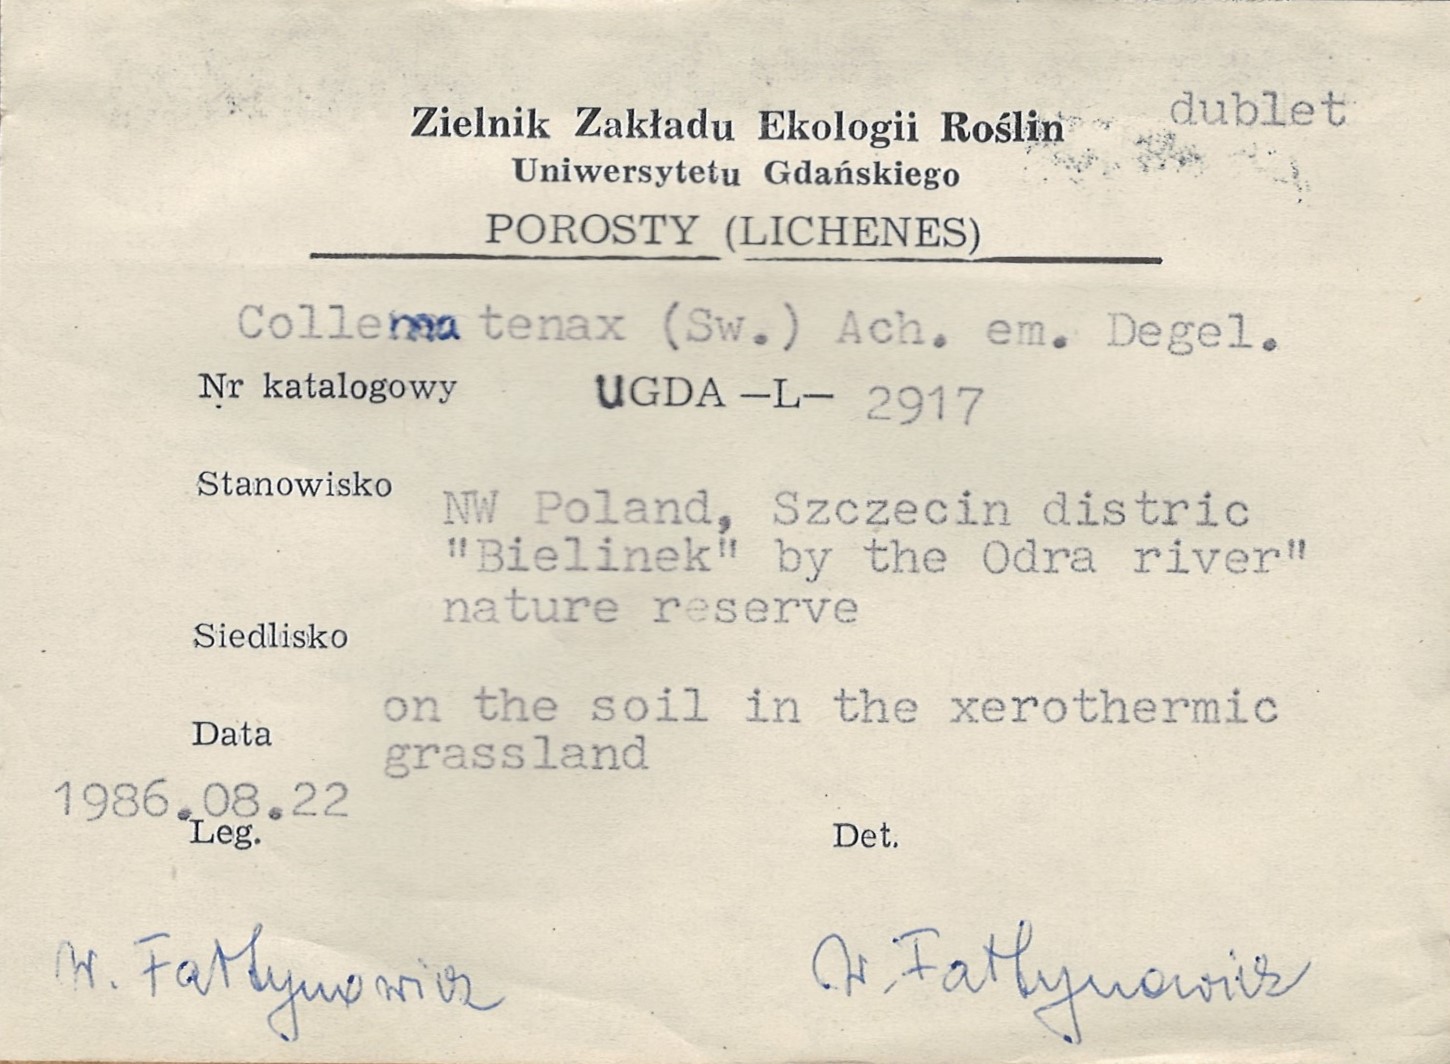 dublet
Zielnik Zakładu Ekologii Roślin
Uniwersytetu Gdańskiego
POROSTY (LICHENES)
Collema tenax (Sw.) Ach. em. Degel.
Nr katalogowy UGDA —L— 2917
Stanowisko
NW Poland, Szczecin distric
"Bielinek" by the Odra river"
nature reserve
Siedlisko
on the soil in the xerothermic
grassland
Data
1986.08.22
Leg. Det.
W. Fałtynowicz W. Fałtynowicz